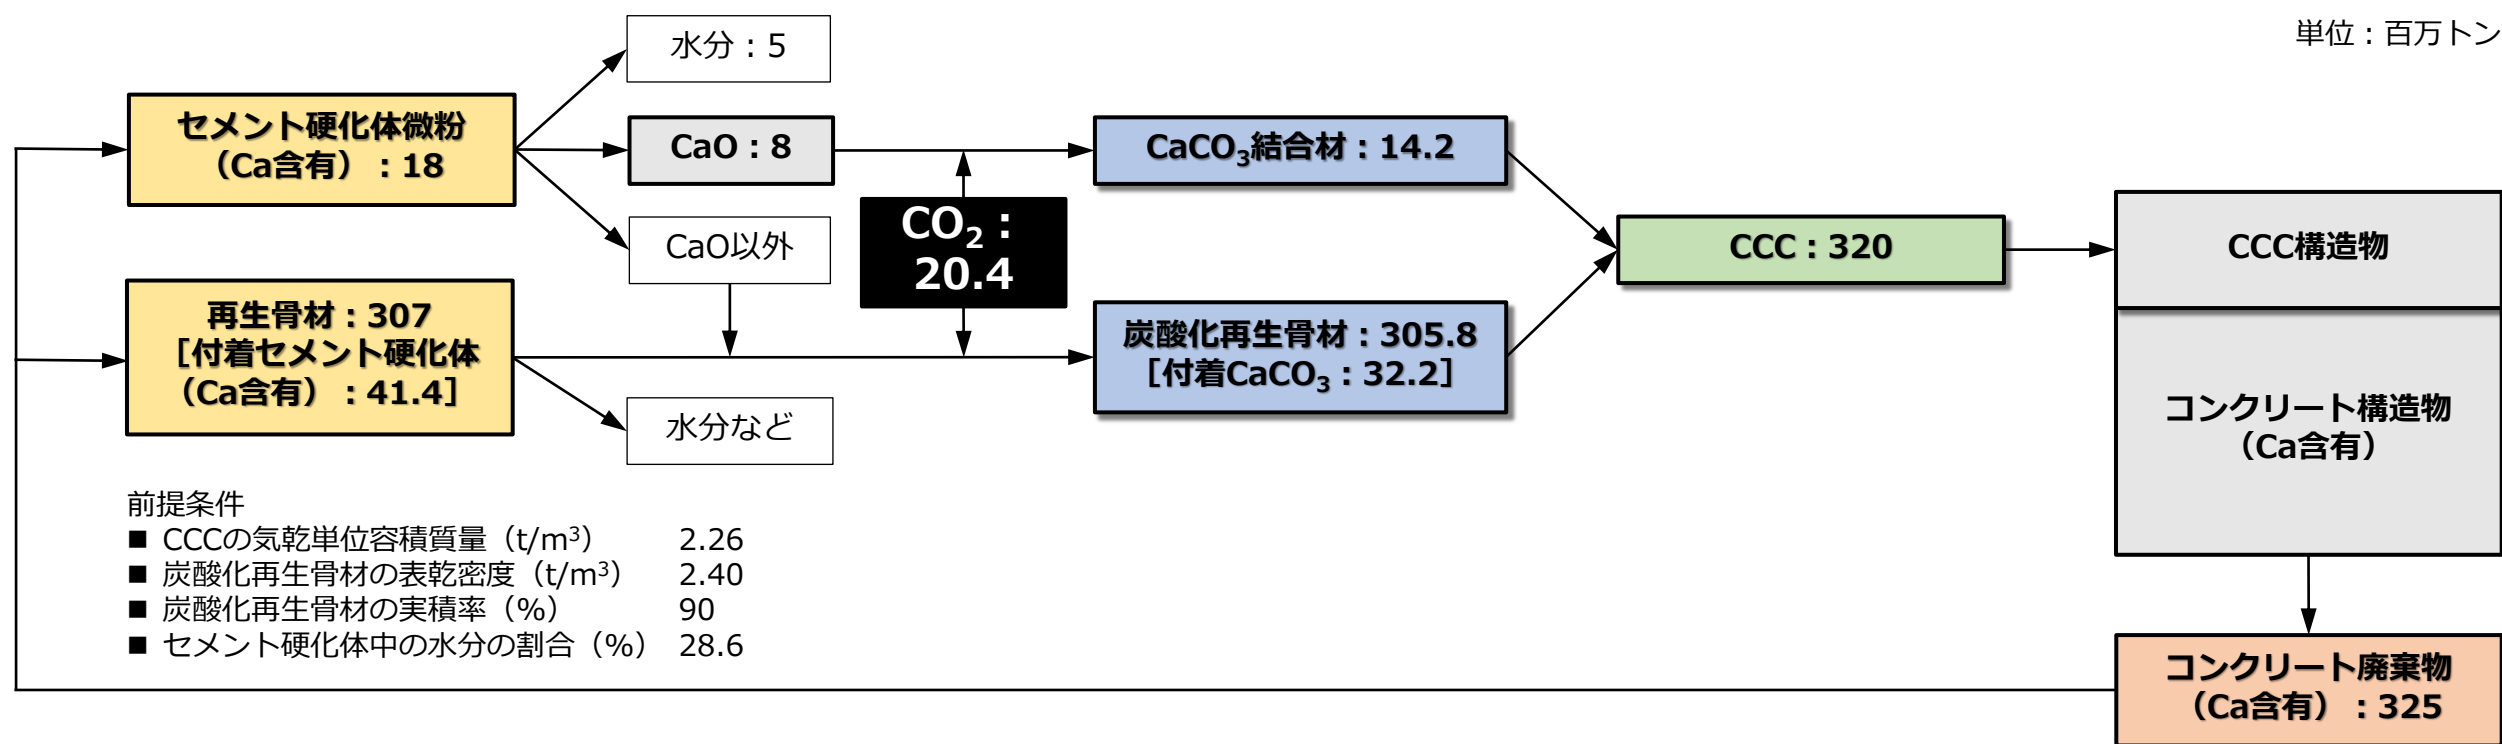 単位：百万トン
水分：5
セメント硬化体微粉
（Ca含有）：18
CaO：8
CaCO₃結合材：14.2
CO₂：
20.4
CaO以外
CCC：320
CCC構造物
再生骨材：307
［付着セメント硬化体
（Ca含有）：41.4］
炭酸化再生骨材：305.8
［付着CaCO₃：32.2］
水分など
コンクリート構造物
（Ca含有）
前提条件
■ CCCの気乾単位容積質量（t/m³） 2.26
■ 炭酸化再生骨材の表乾密度（t/m³） 2.40
■ 炭酸化再生骨材の実積率（%） 90
■ セメント硬化体中の水分の割合（%） 28.6
コンクリート廃棄物
（Ca含有）：325